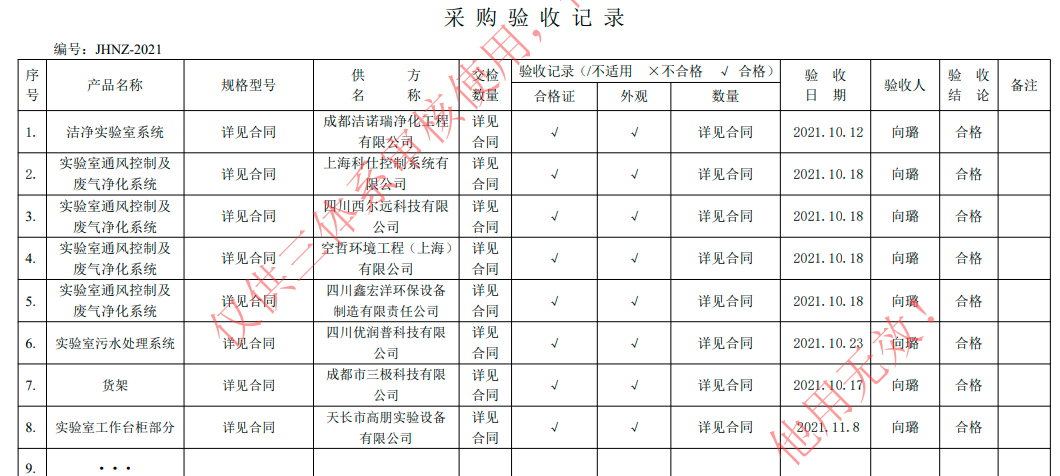 采购验收记录
编号：JHNZ-2021
序号 产品名称 规格型号 供方名称 交检数量 验收记录（/不适用 ×不合格 √ 合格） 验收日期 验收人 验收结论 备注
合格证 外观 数量
1. 洁净实验室系统 详见合同 成都洁诺瑞净化工程有限公司 详见合同 √ √ 详见合同 2021.10.12 向璐 合格
2. 实验室通风控制及废气净化系统 详见合同 上海科仕控制系统有限公司 详见合同 √ √ 详见合同 2021.10.18 向璐 合格
3. 实验室通风控制及废气净化系统 详见合同 四川西尔远科技有限公司 详见合同 √ √ 详见合同 2021.10.18 向璐 合格
4. 实验室通风控制及废气净化系统 详见合同 空哲环境工程（上海）有限公司 详见合同 √ √ 详见合同 2021.10.18 向璐 合格
5. 实验室通风控制及废气净化系统 详见合同 四川鑫宏洋环保设备制造有限责任公司 详见合同 √ √ 详见合同 2021.10.18 向璐 合格
6. 实验室污水处理系统 详见合同 四川优润普科技有限公司 详见合同 √ √ 详见合同 2021.10.23 向璐 合格
7. 货架 详见合同 成都市三极科技有限公司 详见合同 √ √ 详见合同 2021.10.17 向璐 合格
8. 实验室工作台柜部分 详见合同 天长市高朋实验设备有限公司 详见合同 √ √ 详见合同 2021.11.8 向璐 合格
9. ···
仅供三体系审核使用，
他用无效！